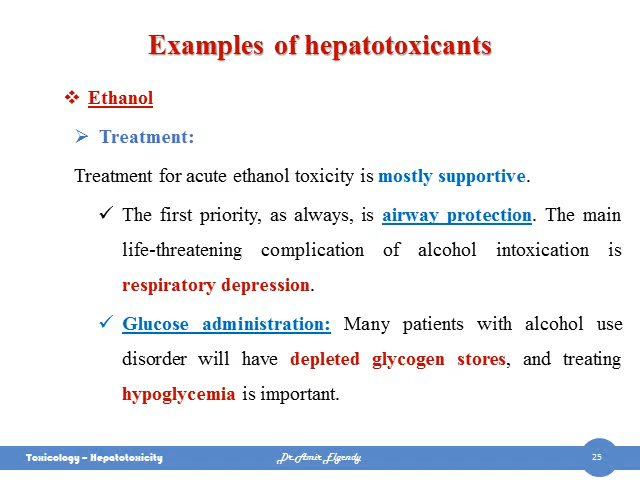 Examples of hepatotoxicants
❖ Ethanol
➢ Treatment:
Treatment for acute ethanol toxicity is mostly supportive.
✓ The first priority, as always, is airway protection. The main
life-threatening complication of alcohol intoxication is
respiratory depression.
✓ Glucose administration: Many patients with alcohol use
disorder will have depleted glycogen stores, and treating
hypoglycemia is important.
Toxicology – Hepatotoxicity
Dr. Amir Elgendy
25